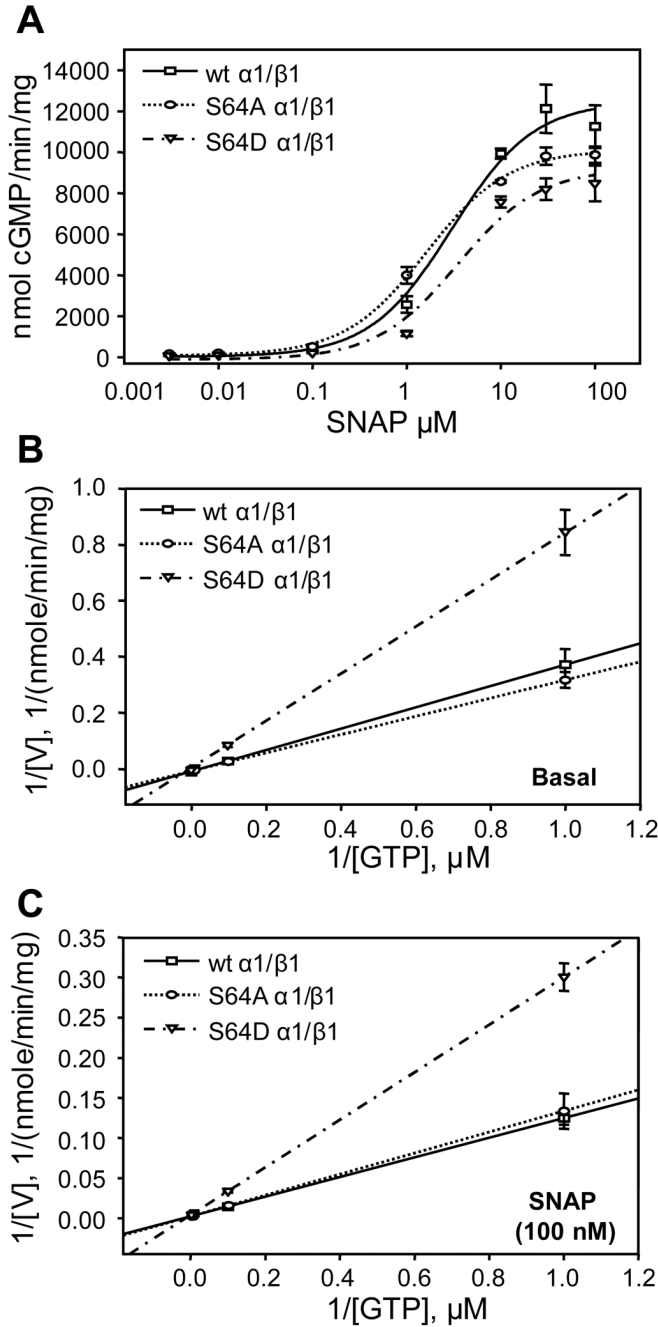 A
nmol cGMP/min/mg
14000
12000
10000
8000
6000
4000
2000
0
wt α1/β1
S64A α1/β1
S64D α1/β1
0.001 0.01 0.1 1 10 100
SNAP μM
B
1/[V], 1/(nmole/min/mg)
1.0
0.8
0.6
0.4
0.2
0.0
wt α1/β1
S64A α1/β1
S64D α1/β1
Basal
0.0 0.2 0.4 0.6 0.8 1.0 1.2
1/[GTP], μM
C
1/[V], 1/(nmole/min/mg)
0.35
0.30
0.25
0.20
0.15
0.10
0.05
0.00
wt α1/β1
S64A α1/β1
S64D α1/β1
SNAP
(100 nM)
0.0 0.2 0.4 0.6 0.8 1.0 1.2
1/[GTP], μM